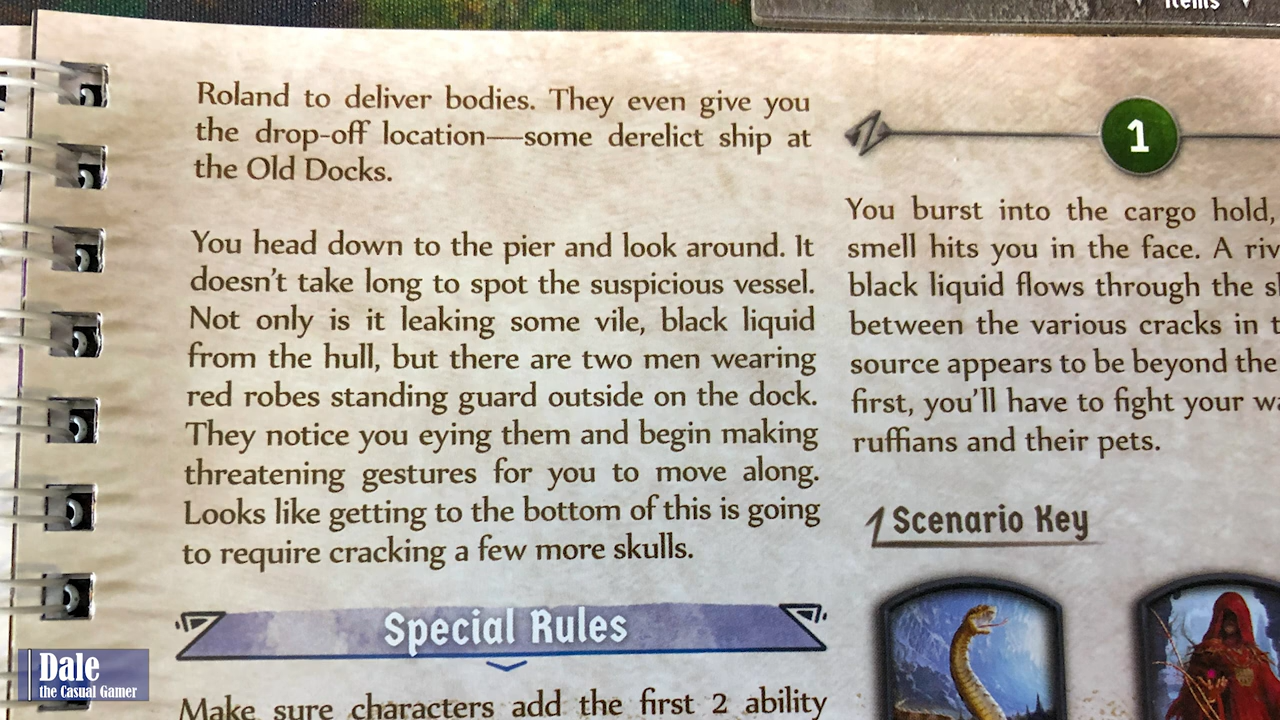 Items
Roland to deliver bodies. They even give you
the drop-off location—some derelict ship at
the Old Docks.
You head down to the pier and look around. It
doesn't take long to spot the suspicious vessel.
Not only is it leaking some vile, black liquid
from the hull, but there are two men wearing
red robes standing guard outside on the dock.
They notice you eying them and begin making
threatening gestures for you to move along.
Looks like getting to the bottom of this is going
to require cracking a few more skulls.
Special Rules
Make sure characters add the first 2 ability
1
You burst into the cargo hold,
smell hits you in the face. A
black liquid flows through the
between the various cracks in
source appears to be beyond the
first, you'll have to fight your
ruffians and their pets.
Scenario Key
Dale
the Casual Gamer